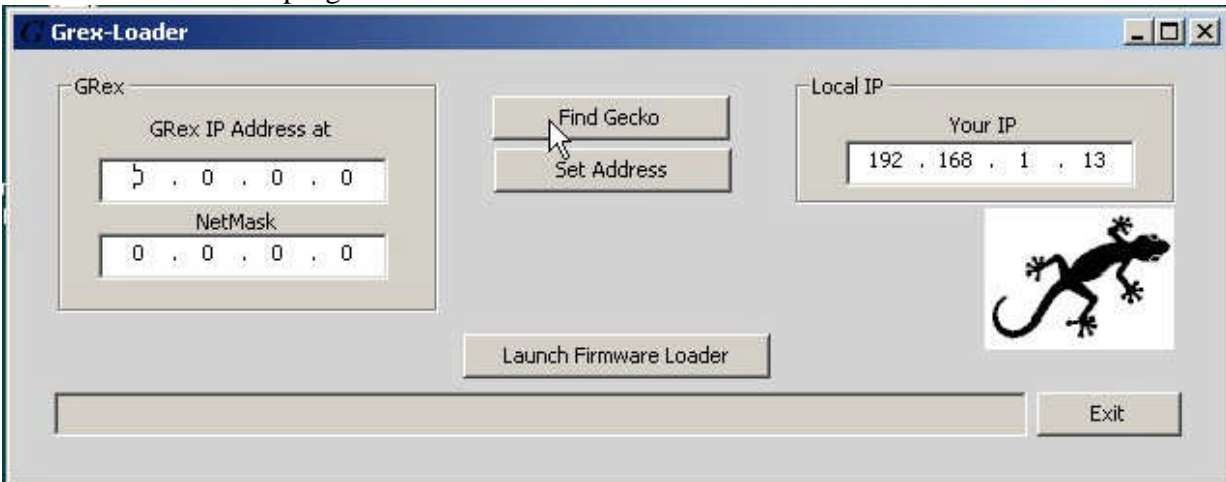 Grex-Loader
GRex
GRex IP Address at
. 0 . 0 . 0
NetMask
0 . 0 . 0 . 0
Find Gecko
Set Address
Local IP
Your IP
192 . 168 . 1 . 13
Launch Firmware Loader
Exit